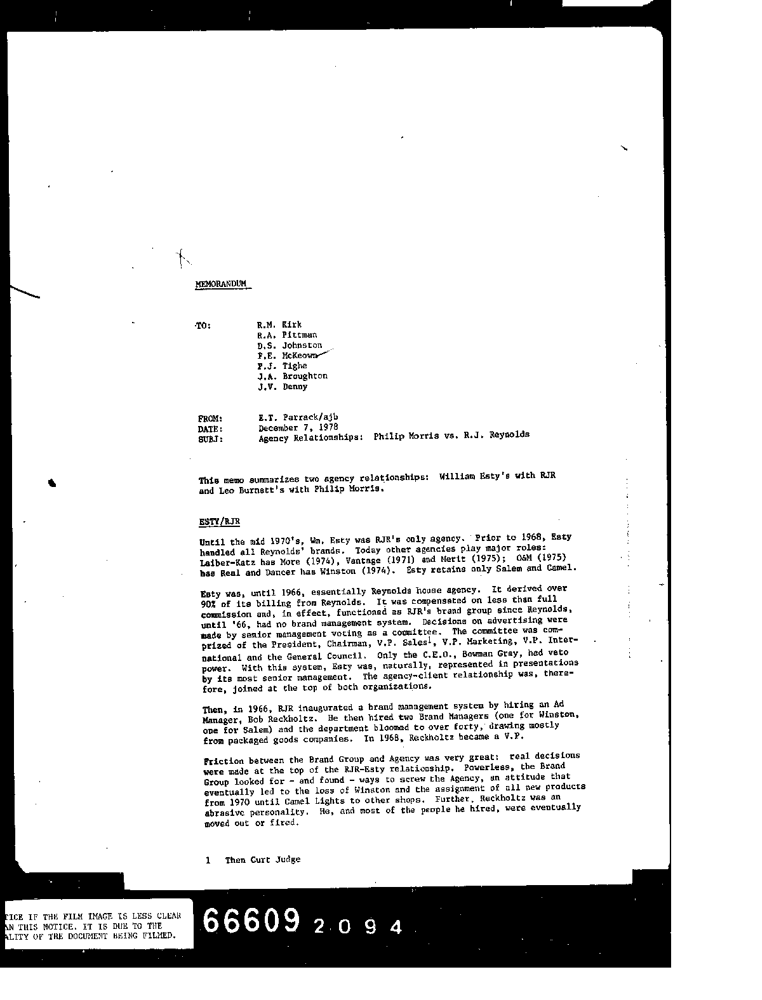 MEMORANDUM
TO: R.M. Kirk
R.A. Pittman
D.S. Johnston
F.E. McKeown
F.J. Tighe
J.A. Broughton
J.V. Denny
FROM: E.T. Parrack/ajb
DATE: December 7, 1978
SUBJ: Agency Relationships: Philip Morris vs. R.J. Reynolds
This memo summarizes two agency relationships: William Esty's with RJR
and Leo Burnett's with Philip Morris.
ESTY/RJR
Until the mid 1970's, Wm. Esty was RJR's only agency. Prior to 1968, Esty
handled all Reynolds' brands. Today other agencies play major roles:
Leiber-Katz has More (1974), Vantage (1971) and Merit (1975); O&M (1975)
has Real and Dancer has Winston (1974). Esty retains only Salem and Camel.
Esty was, until 1966, essentially Reynolds house agency. It derived over
90% of its billing from Reynolds. It was compensated on less than full
commission and, in effect, functioned as RJR's brand group since Reynolds,
until '66, had no brand management system. Decisions on advertising were
made by senior management voting as a committee. The committee was com-
prized of the President, Chairman, V.P. Sales1, V.P. Marketing, V.P. Inter-
national and the General Council. Only the C.E.O., Bowman Gray, had veto
power. With this system, Esty was, naturally, represented in presentations
by its most senior management. The agency-client relationship was, there-
fore, joined at the top of both organizations.
Then, in 1966, RJR inaugurated a brand management system by hiring an Ad
Manager, Bob Reckholtz. He then hired two Brand Managers (one for Winston,
one for Salem) and the department bloomed to over forty, drawing mostly
from packaged goods companies. In 1968, Reckholtz became a V.P.
Friction between the Brand Group and Agency was very great: real decisions
were made at the top of the RJR-Esty relationship. Powerless, the Brand
Group looked for - and found - ways to screw the Agency, an attitude that
eventually led to the loss of Winston and the assignment of all new products
from 1970 until Camel Lights to other shops. Further, Reckholtz was an
abrasive personality. He, and most of the people he hired, were eventually
moved out or fired.
1 Then Curt Judge
TICE IF THE FILM IMAGE IS LESS CLEAR
AN THIS NOTICE. IT IS DUE TO THE
ALITY OF THE DOCUMENT BEING FILMED.
66609 2094